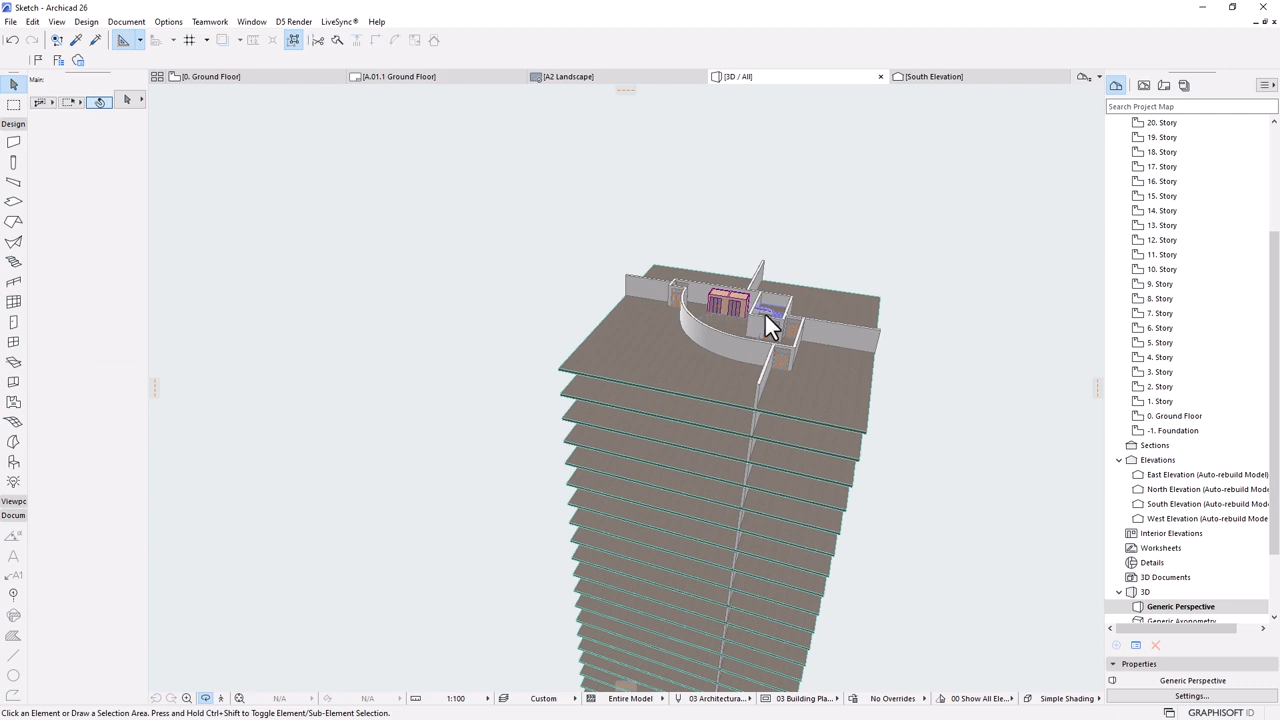 Sketch - Archicad 26
File Edit View Design Document Options Teamwork Window D5 Render LiveSync® Help
Main:
[0. Ground Floor]
[A.01.1 Ground Floor]
[A2 Landscape]
[3D / All]
[South Elevation]
Search Project Map
Design
20. Story
19. Story
18. Story
17. Story
16. Story
15. Story
14. Story
13. Story
12. Story
11. Story
10. Story
9. Story
8. Story
7. Story
6. Story
5. Story
4. Story
3. Story
2. Story
1. Story
0. Ground Floor
-1. Foundation
Sections
Elevations
East Elevation (Auto-rebuild Model)
North Elevation (Auto-rebuild Mode
South Elevation (Auto-rebuild Mode
West Elevation (Auto-rebuild Mode
Interior Elevations
Worksheets
Details
3D Documents
3D
Generic Perspective
Generic Axonometry
Viewpc
Docum
Properties
Generic Perspective
Settings...
N/A N/A 1:100 Custom Entire Model 03 Architectura... 03 Building Pla... No Overrides 00 Show All Ele... Simple Shading
Click an Element or Draw a Selection Area. Press and Hold Ctrl+Shift to Toggle Element/Sub-Element Selection.
GRAPHISOFT ID